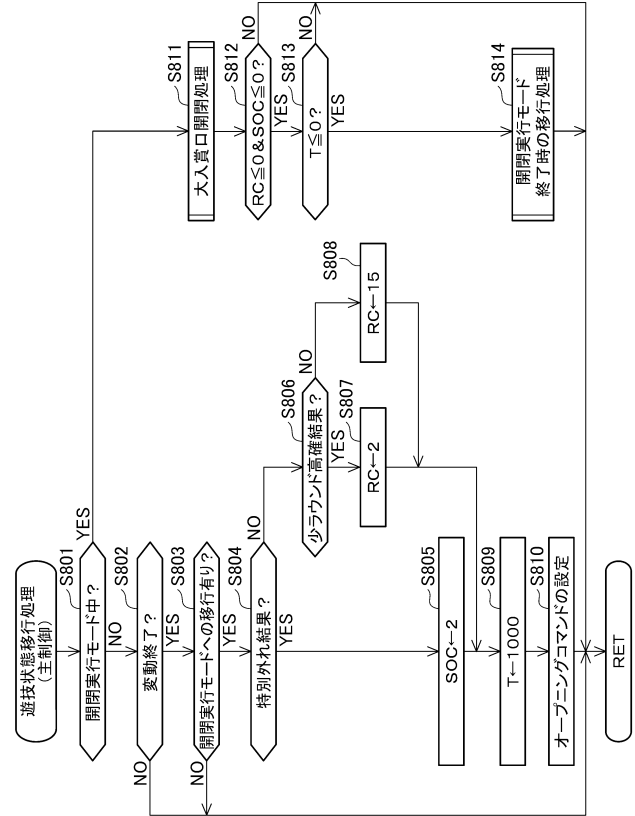 遊技状態移行処理
(主制御)
S801
開閉実行モード中？
YES
NO
S802
変動終了？
NO
YES
S803
開閉実行モードへの移行有り？
NO
YES
S804
特別外れ結果？
NO
YES
S805
SOC←2
S806
少ラウンド高確結果？
NO
YES
S807
RC←2
S808
RC←15
S809
T←1000
S810
オープニングコマンドの設定
S811
大入賞口開閉処理
S812
RC≦0&SOC≦0？
NO
YES
S813
T≦0？
NO
YES
S814
開閉実行モード
終了時の移行処理
RET